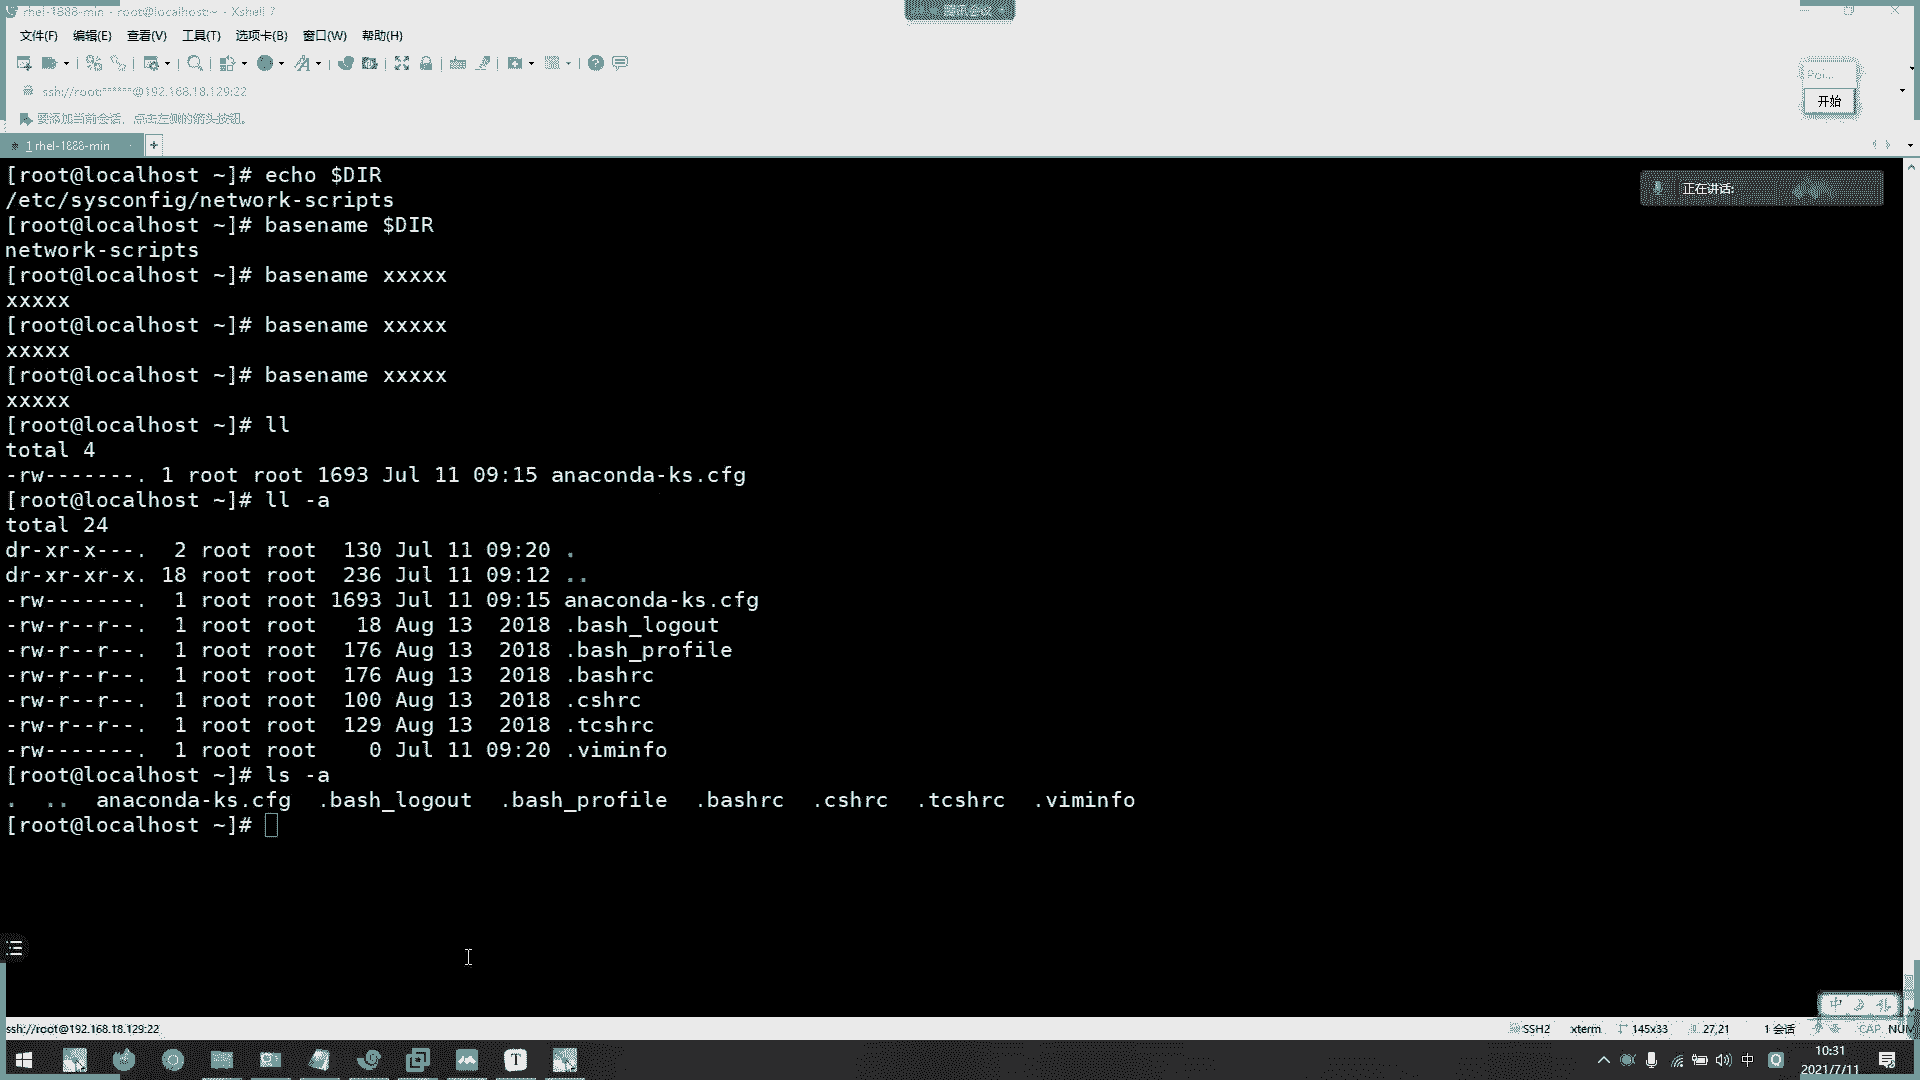 rhel-1888-min - root@localhost:~ - Xshell 7
腾讯会议
文件(F) 编辑(E) 查看(V) 工具(T) 选项卡(B) 窗口(W) 帮助(H)
Poi...
开始
ssh://root:******@192.168.18.129:22
要添加当前会话，点击左侧的箭头按钮。
1 rhel-1888-min
正在讲话:
[root@localhost ~]# echo $DIR
/etc/sysconfig/network-scripts
[root@localhost ~]# basename $DIR
network-scripts
[root@localhost ~]# basename xxxxx
xxxxx
[root@localhost ~]# basename xxxxx
xxxxx
[root@localhost ~]# basename xxxxx
xxxxx
[root@localhost ~]# ll
total 4
-rw-------. 1 root root 1693 Jul 11 09:15 anaconda-ks.cfg
[root@localhost ~]# ll -a
total 24
dr-xr-x---.  2 root root  130 Jul 11 09:20 .
dr-xr-xr-x. 18 root root  236 Jul 11 09:12 ..
-rw-------.  1 root root 1693 Jul 11 09:15 anaconda-ks.cfg
-rw-r--r--.  1 root root   18 Aug 13  2018 .bash_logout
-rw-r--r--.  1 root root  176 Aug 13  2018 .bash_profile
-rw-r--r--.  1 root root  176 Aug 13  2018 .bashrc
-rw-r--r--.  1 root root  100 Aug 13  2018 .cshrc
-rw-r--r--.  1 root root  129 Aug 13  2018 .tcshrc
-rw-------.  1 root root    0 Jul 11 09:20 .viminfo
[root@localhost ~]# ls -a
.  ..  anaconda-ks.cfg  .bash_logout  .bash_profile  .bashrc  .cshrc  .tcshrc  .viminfo
[root@localhost ~]#
中
ssh://root@192.168.18.129:22 SSH2 xterm 145x33 27,21 1 会话 CAP NUM
T
中
10:31
2021/7/11